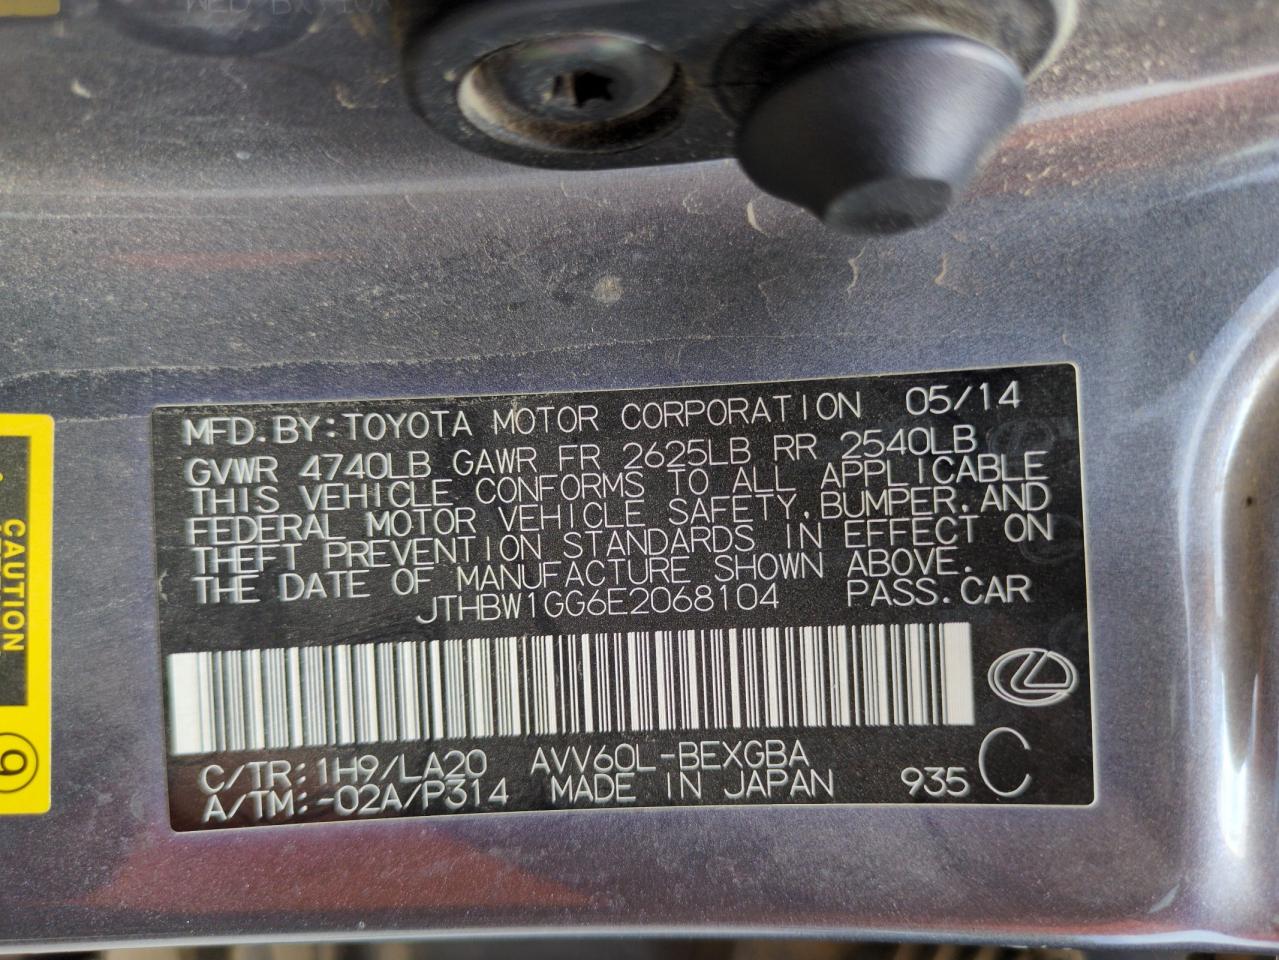 MFD.BY:TOYOTA MOTOR CORPORATION 05/14
GVWR 4740LB GAWR FR 2625LB RR 2540LB
THIS VEHICLE CONFORMS TO ALL APPLICABLE
FEDERAL MOTOR VEHICLE SAFETY,BUMPER,AND
THEFT PREVENTION STANDARDS IN EFFECT ON
THE DATE OF MANUFACTURE SHOWN ABOVE.
JTHBW1GG6E2068104 PASS.CAR
C/TR:1H9/LA20 AVV60L-BEXGBA
A/TM:-02A/P314 MADE IN JAPAN 935 C
CAUTION
9